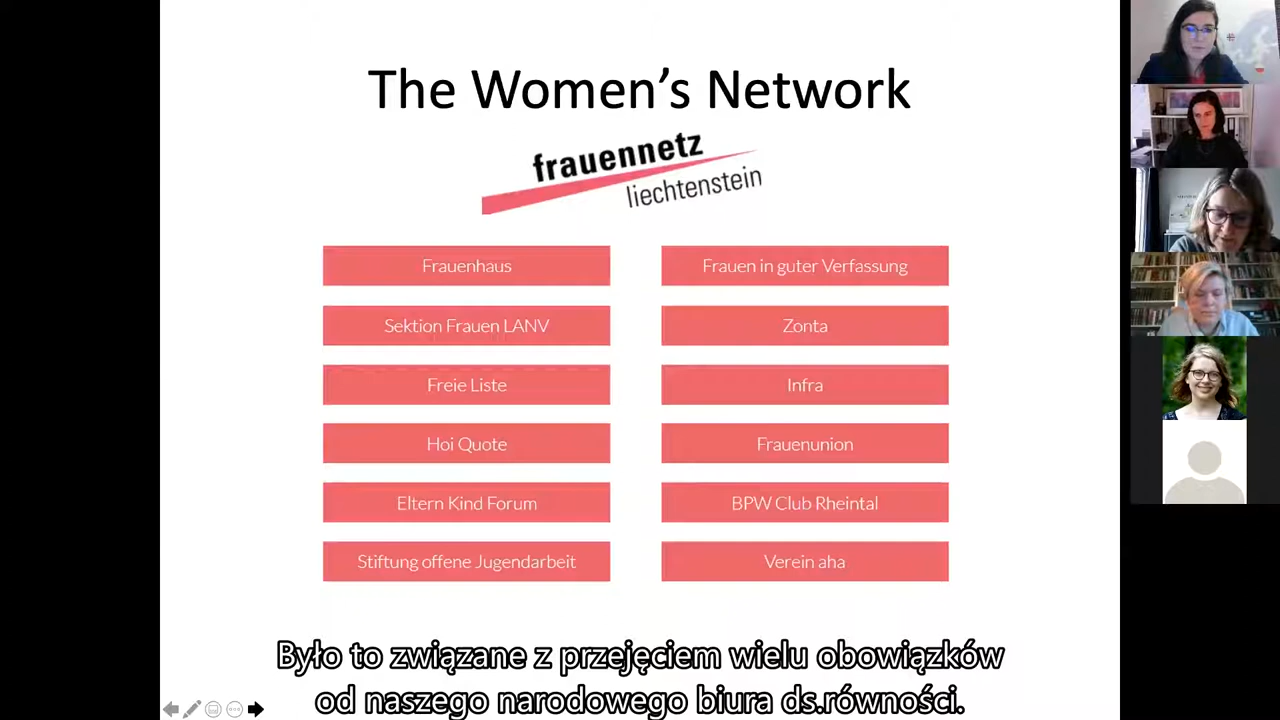 The Women's Network
frauennetz
liechtenstein
Frauenhaus
Frauen in guter Verfassung
Sektion Frauen LANV
Zonta
Freie Liste
Infra
Hoi Quote
Frauenunion
Eltern Kind Forum
BPW Club Rheintal
Stiftung offene Jugendarbeit
Verein aha
Było to związane z przejęciem wielu obowiązków
od naszego narodowego biura ds.równości.